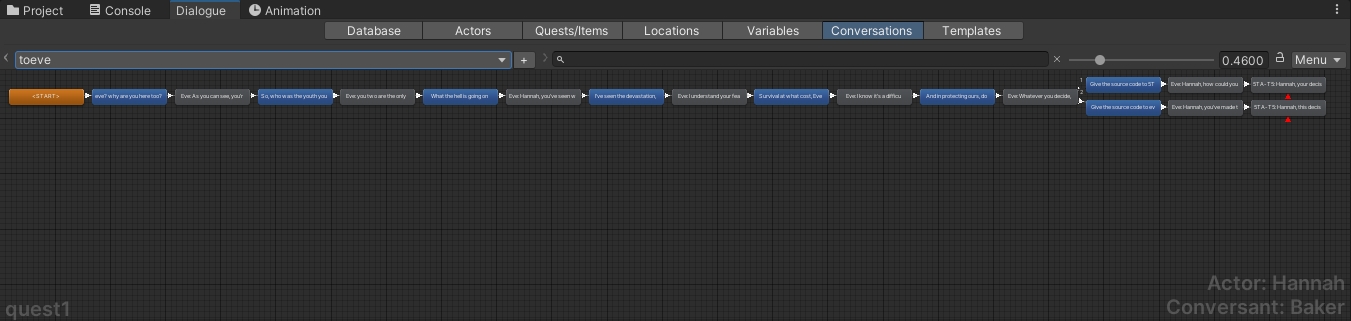 Project Console Dialogue Animation
Database Actors Quests/Items Locations Variables Conversations Templates
toeve + × 0.4600 Menu
1 Give the source code to ST Eve: Hannah, how could you STA-T5: Hannah, your decis
<START> eve? why are you here too? Eve: As you can see, you'r So, who was the youth you Eve: you two are the only What the hell is going on Eve: Hannah, you've seen w I've seen the devastation, Eve: I understand your fea Survival at what cost, Eve Eve: I know it's a difficu And in protecting ours, do Eve: Whatever you decide, 2
Give the source code to ev Eve: Hannah, you've made t STA-T5: Hannah, this decis
Actor: Hannah
quest1 Conversant: Baker